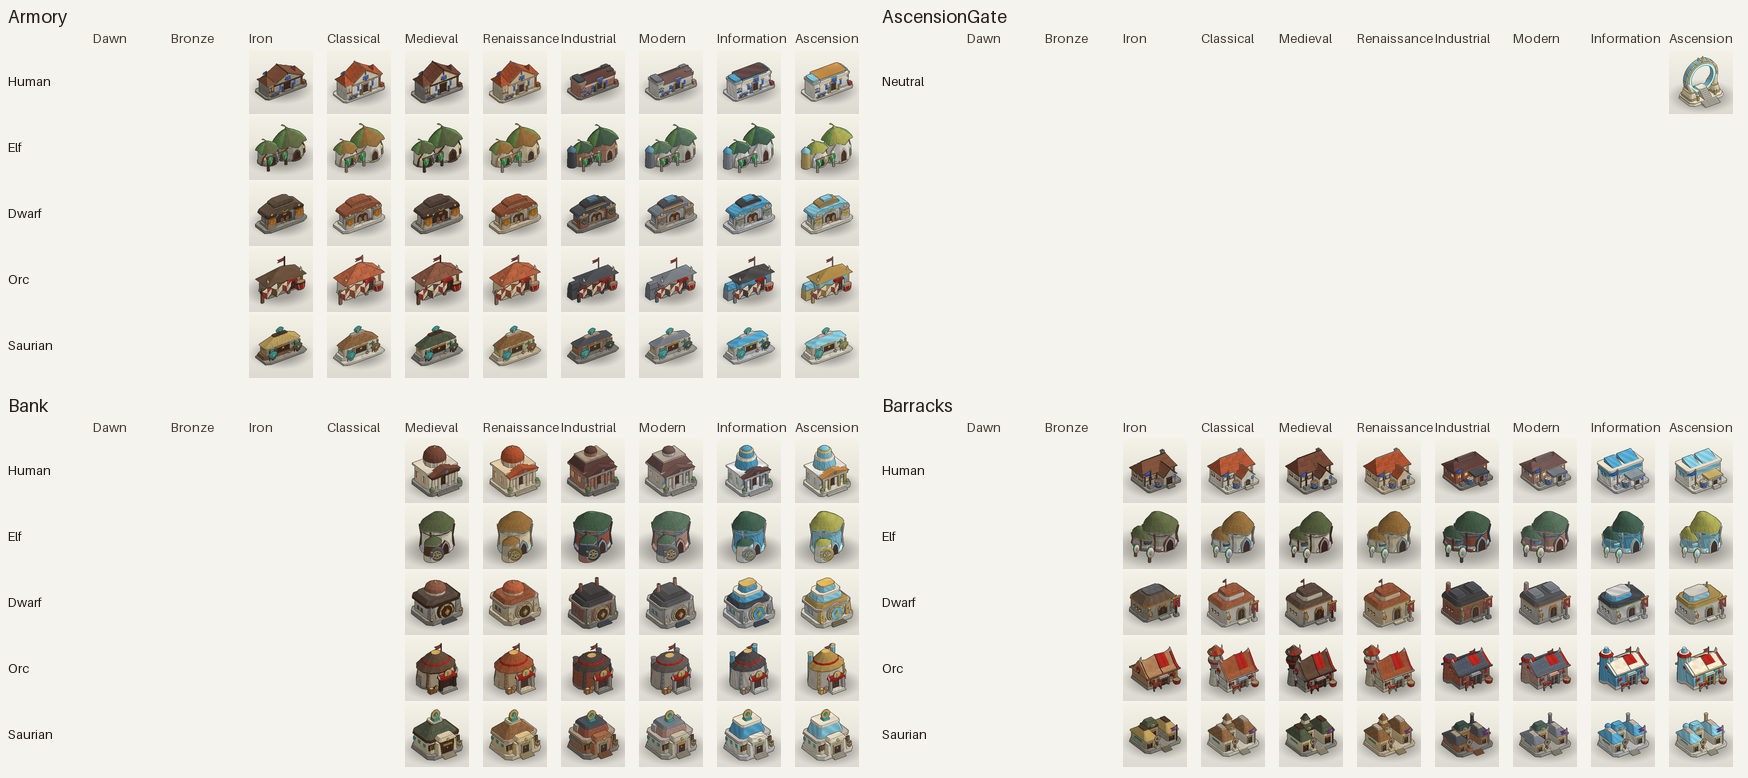 Armory
Dawn Bronze Iron Classical Medieval Renaissance Industrial Modern Information Ascension
Human
Elf
Dwarf
Orc
Saurian
AscensionGate
Dawn Bronze Iron Classical Medieval Renaissance Industrial Modern Information Ascension
Neutral
Bank
Dawn Bronze Iron Classical Medieval Renaissance Industrial Modern Information Ascension
Human
Elf
Dwarf
Orc
Saurian
Barracks
Dawn Bronze Iron Classical Medieval Renaissance Industrial Modern Information Ascension
Human
Elf
Dwarf
Orc
Saurian